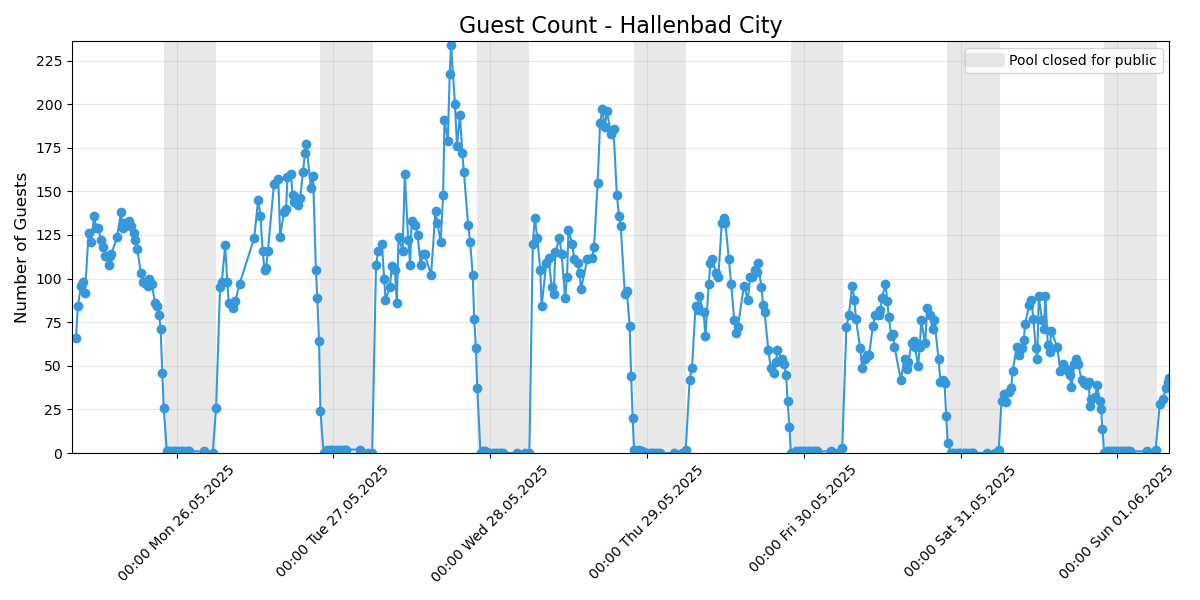 Guest Count - Hallenbad City
Pool closed for public
Number of Guests
225
200
175
150
125
100
75
50
25
0
00:00 Mon 26.05.2025
00:00 Tue 27.05.2025
00:00 Wed 28.05.2025
00:00 Thu 29.05.2025
00:00 Fri 30.05.2025
00:00 Sat 31.05.2025
00:00 Sun 01.06.2025